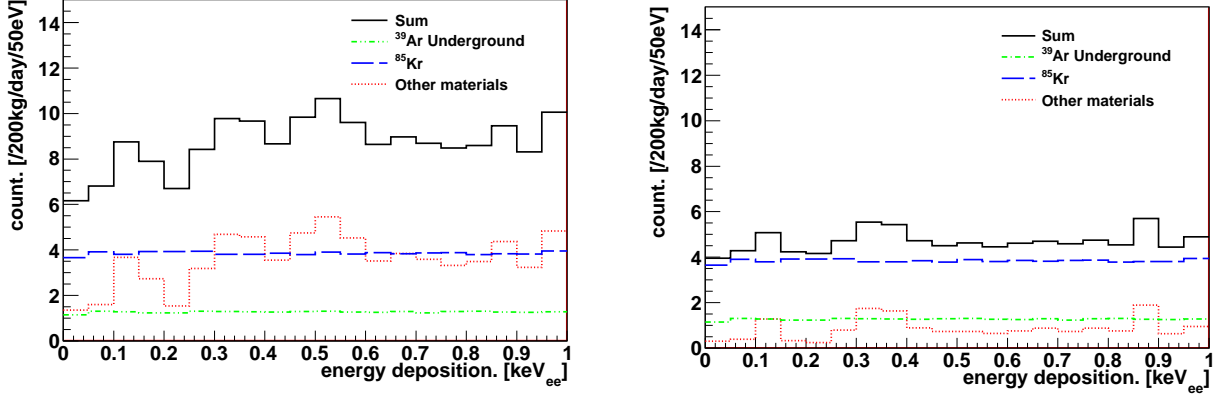 count. [/200kg/day/50eV]
14
12
10
8
6
4
2
0
Sum
³⁹Ar Underground
⁸⁵Kr
Other materials
0 0.1 0.2 0.3 0.4 0.5 0.6 0.7 0.8 0.9 1
energy deposition. [keVₑₑ]
count. [/200kg/day/50eV]
14
12
10
8
6
4
2
0
Sum
³⁹Ar Underground
⁸⁵Kr
Other materials
0 0.1 0.2 0.3 0.4 0.5 0.6 0.7 0.8 0.9 1
energy deposition. [keVₑₑ]